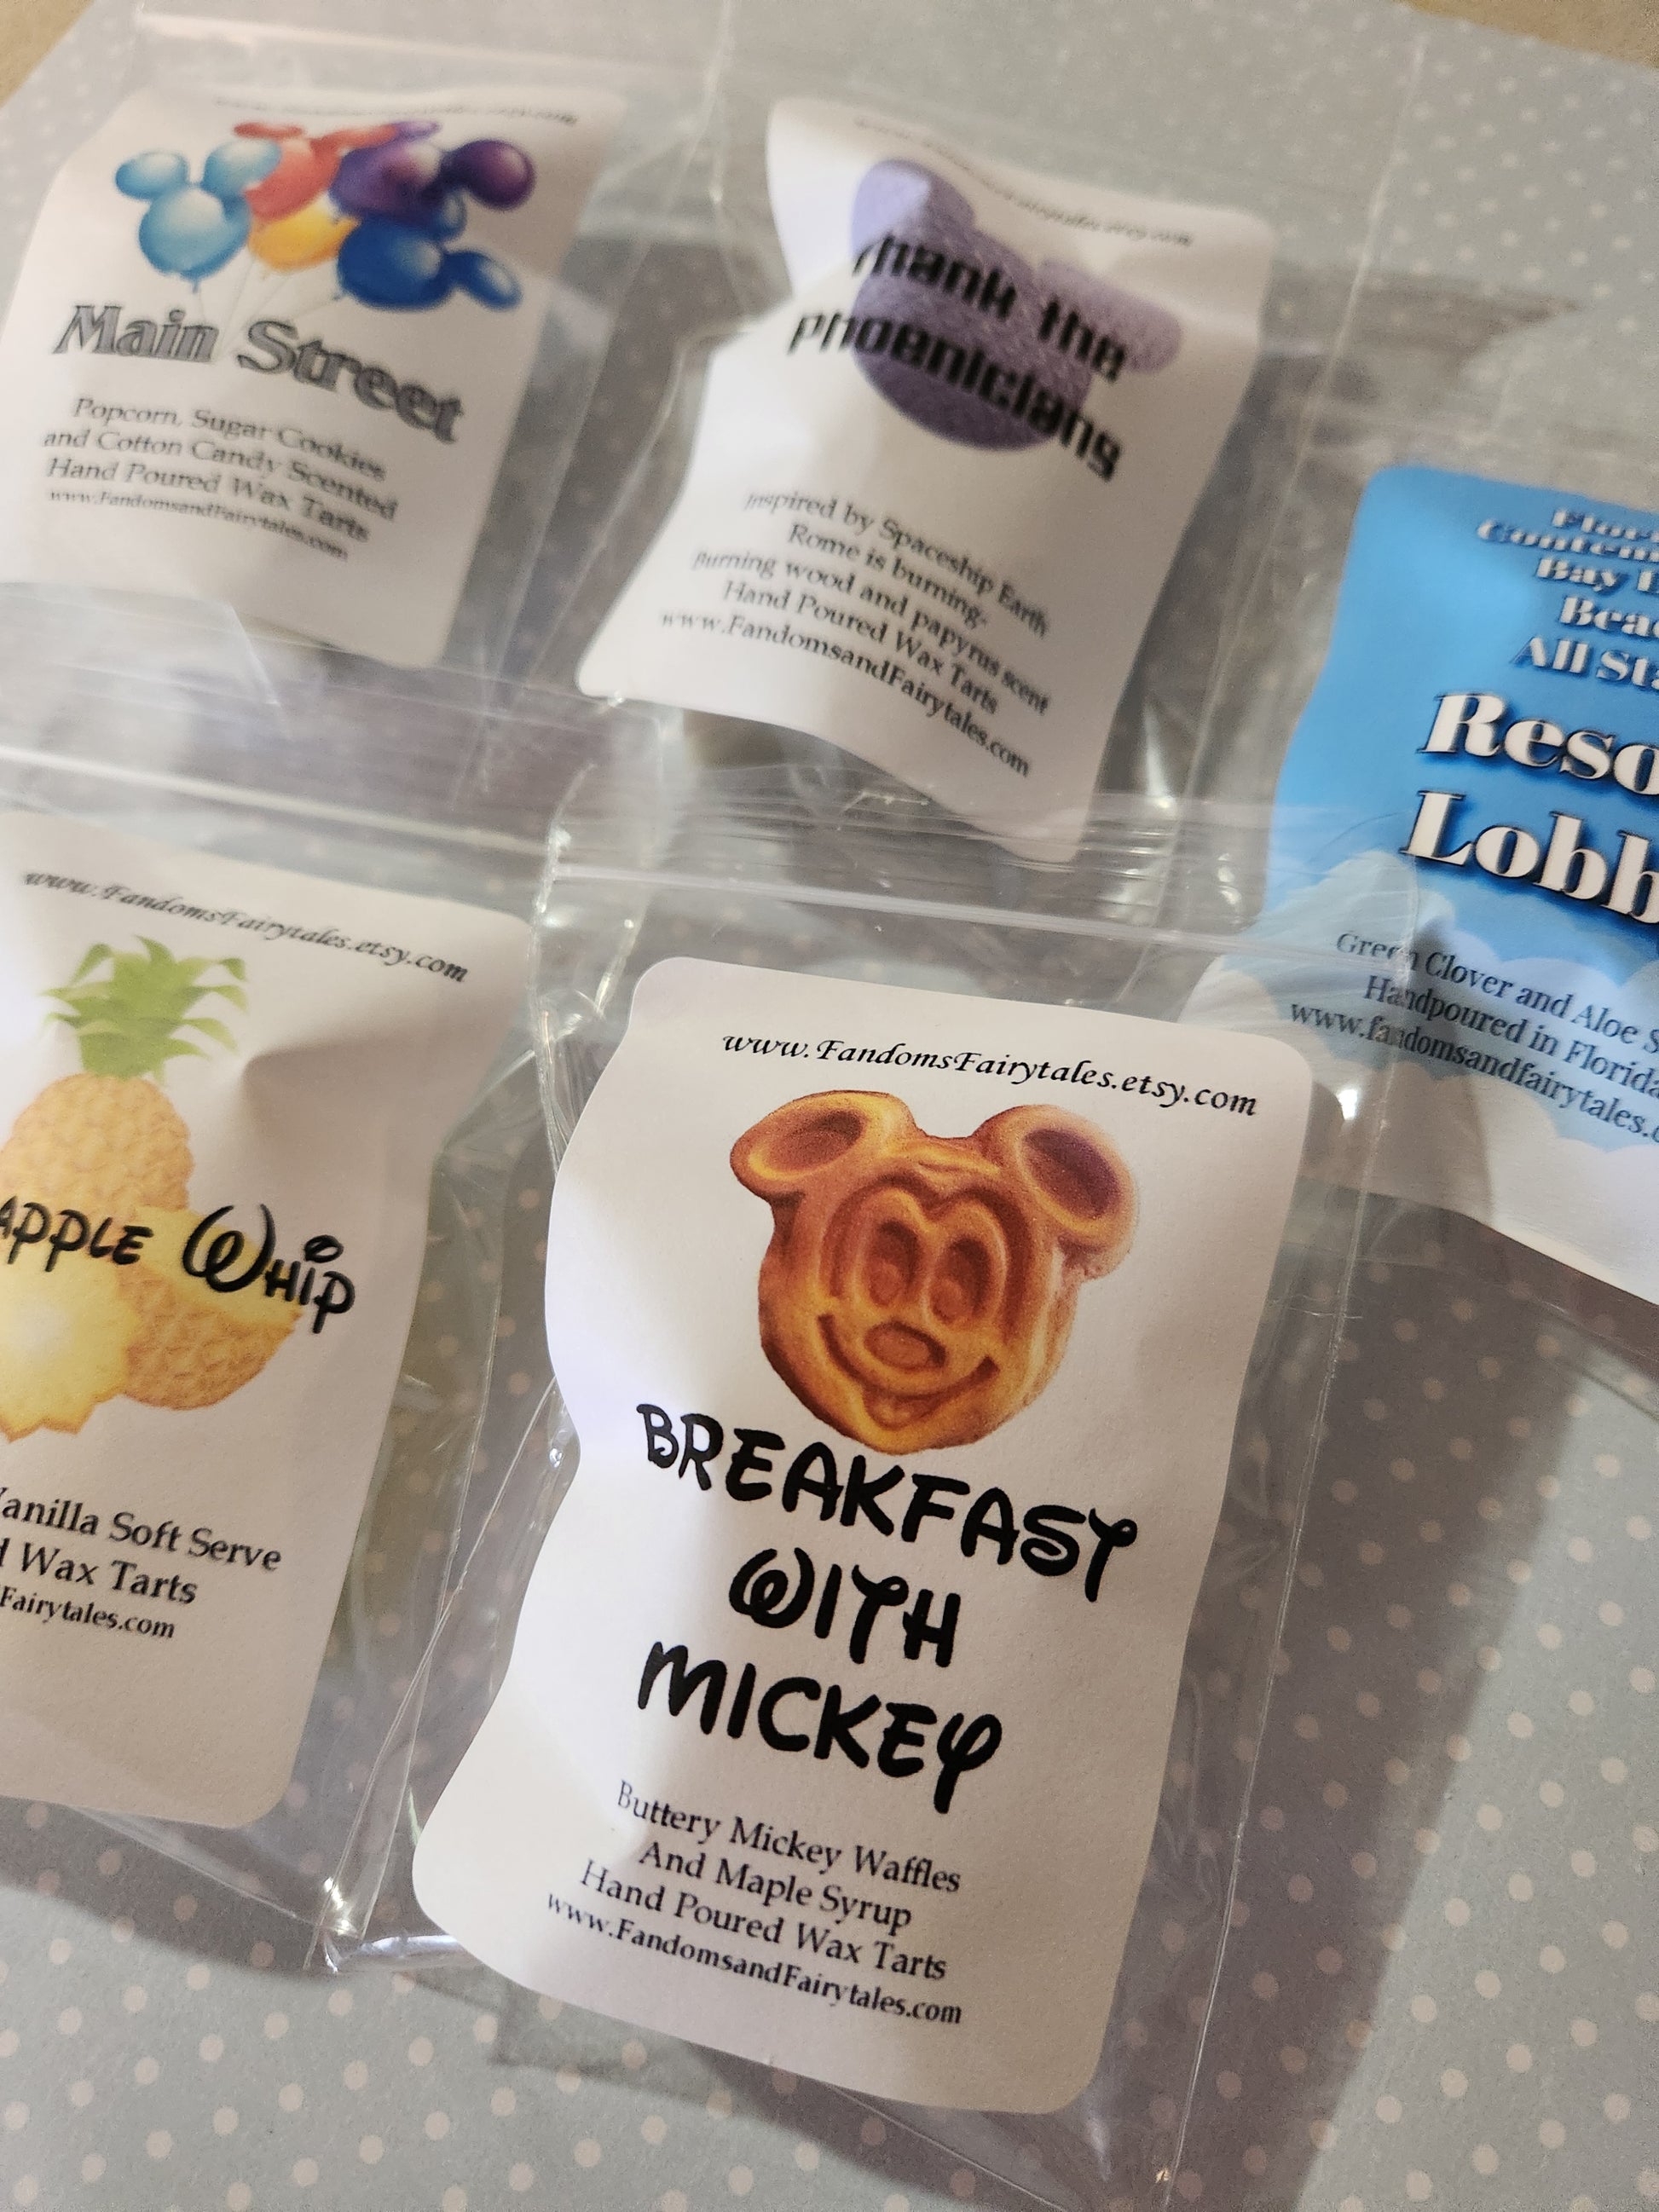 Main Street
Popcorn, Sugar Cookies
and Cotton Candy Scented
Hand Poured Wax Tarts
www.FandomsandFairytales.com
Thank the
Phoenicians
Inspired by Spaceship Earth
Rome is burning-
burning wood and papyrus scent
Hand Poured Wax Tarts
www.FandomsandFairytales.com
Bay
All
Green Clover and Aloe
Handpoured in Florida
www.fandomsandfairytales.
www.FandomsFairytales.etsy.com
apple Whip
Vanilla Soft Serve
Wax Tarts
Fairytales.com
www.FandomsFairytales.etsy.com
BREAKFAST
WITH
MICKEY
Buttery Mickey Waffles
And Maple Syrup
Hand Poured Wax Tarts
www.FandomsandFairytales.com